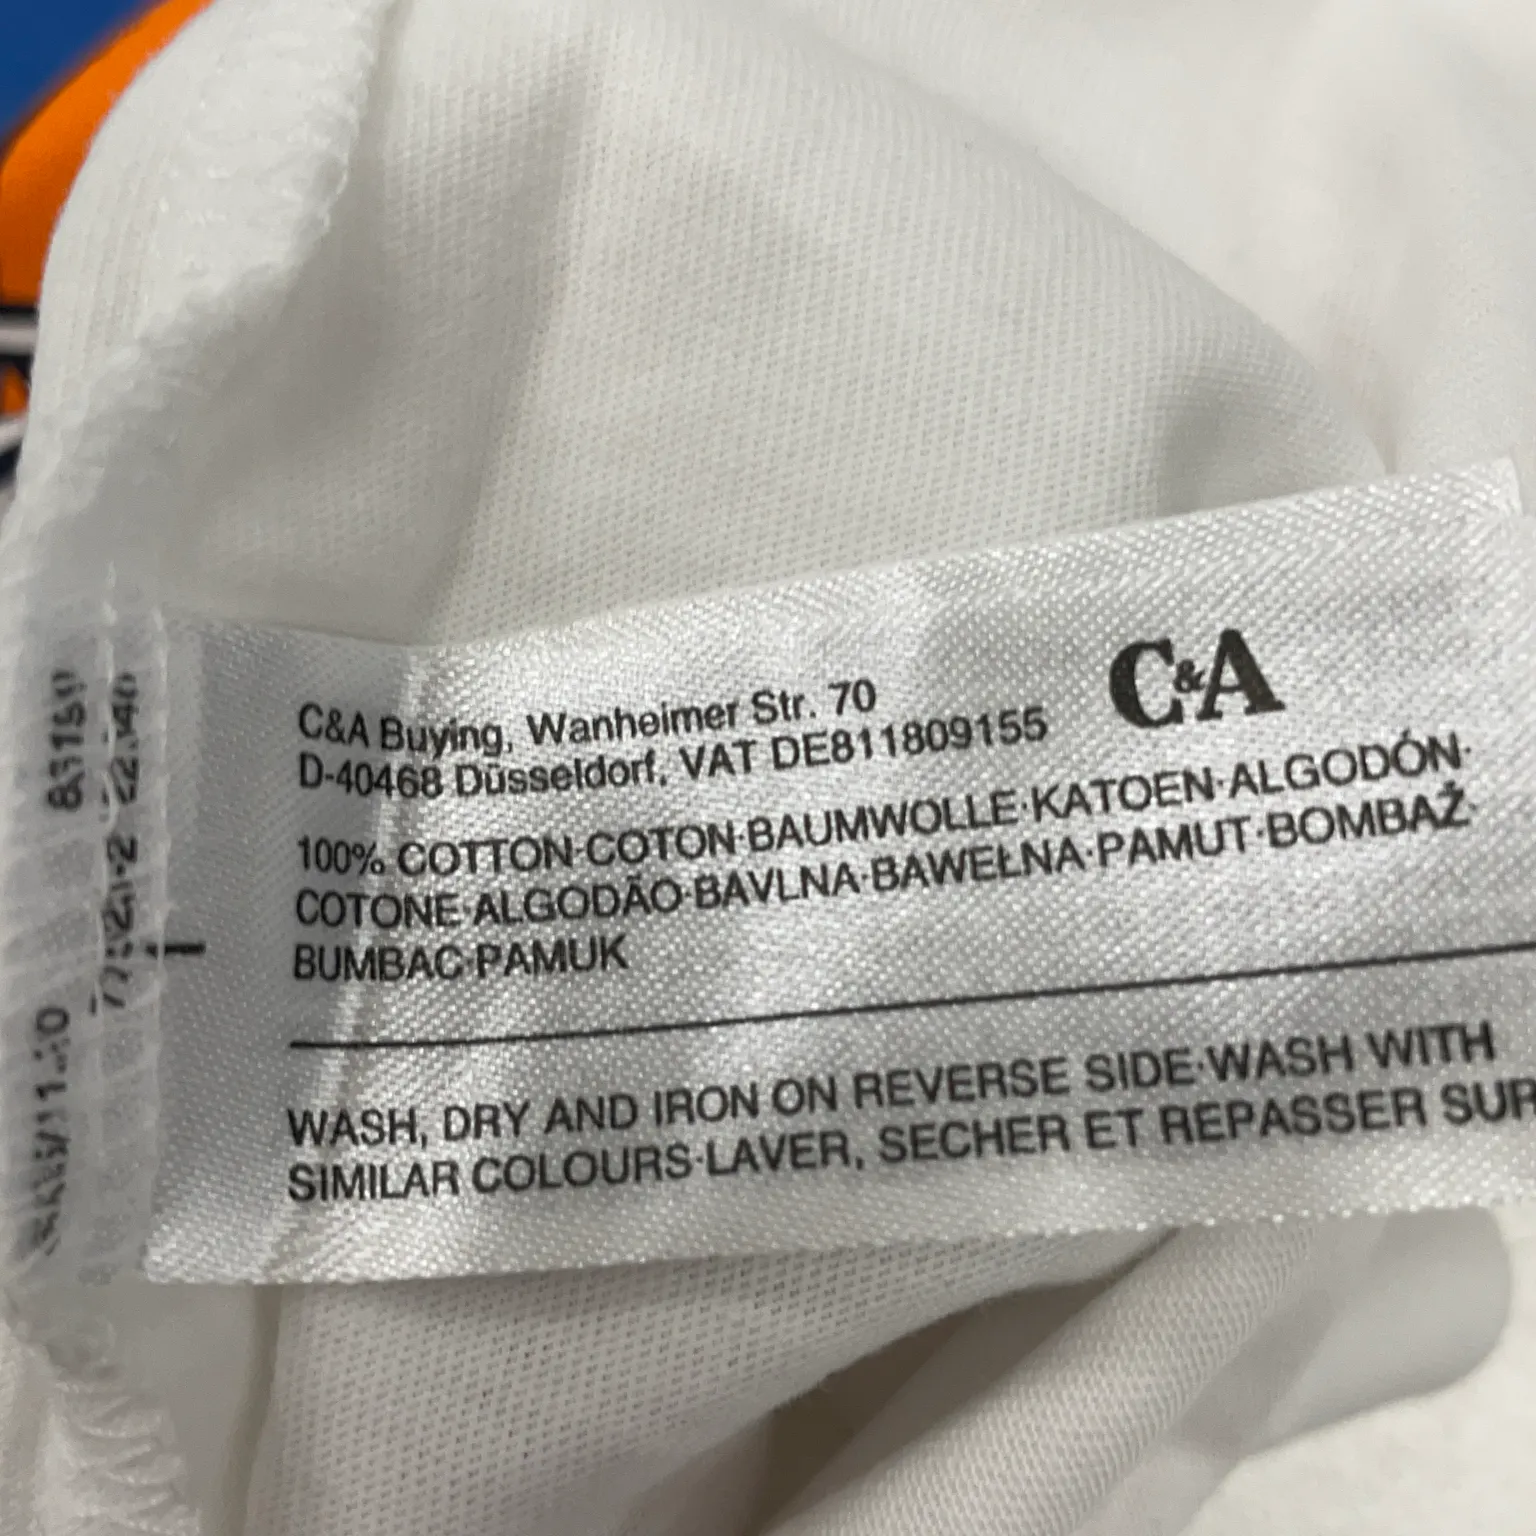 C&A
C&A Buying, Wanheimer Str. 70
D-40468 Düsseldorf, VAT DE811809155
100% COTTON·COTON·BAUMWOLLE·KATOEN·ALGODÓN·
COTONE·ALGODÃO·BAVLNA·BAWEŁNA·PAMUT·BOMBAŽ·
BUMBAC·PAMUK
WASH, DRY AND IRON ON REVERSE SIDE·WASH WITH
SIMILAR COLOURS·LAVER, SECHER ET REPASSER SUR